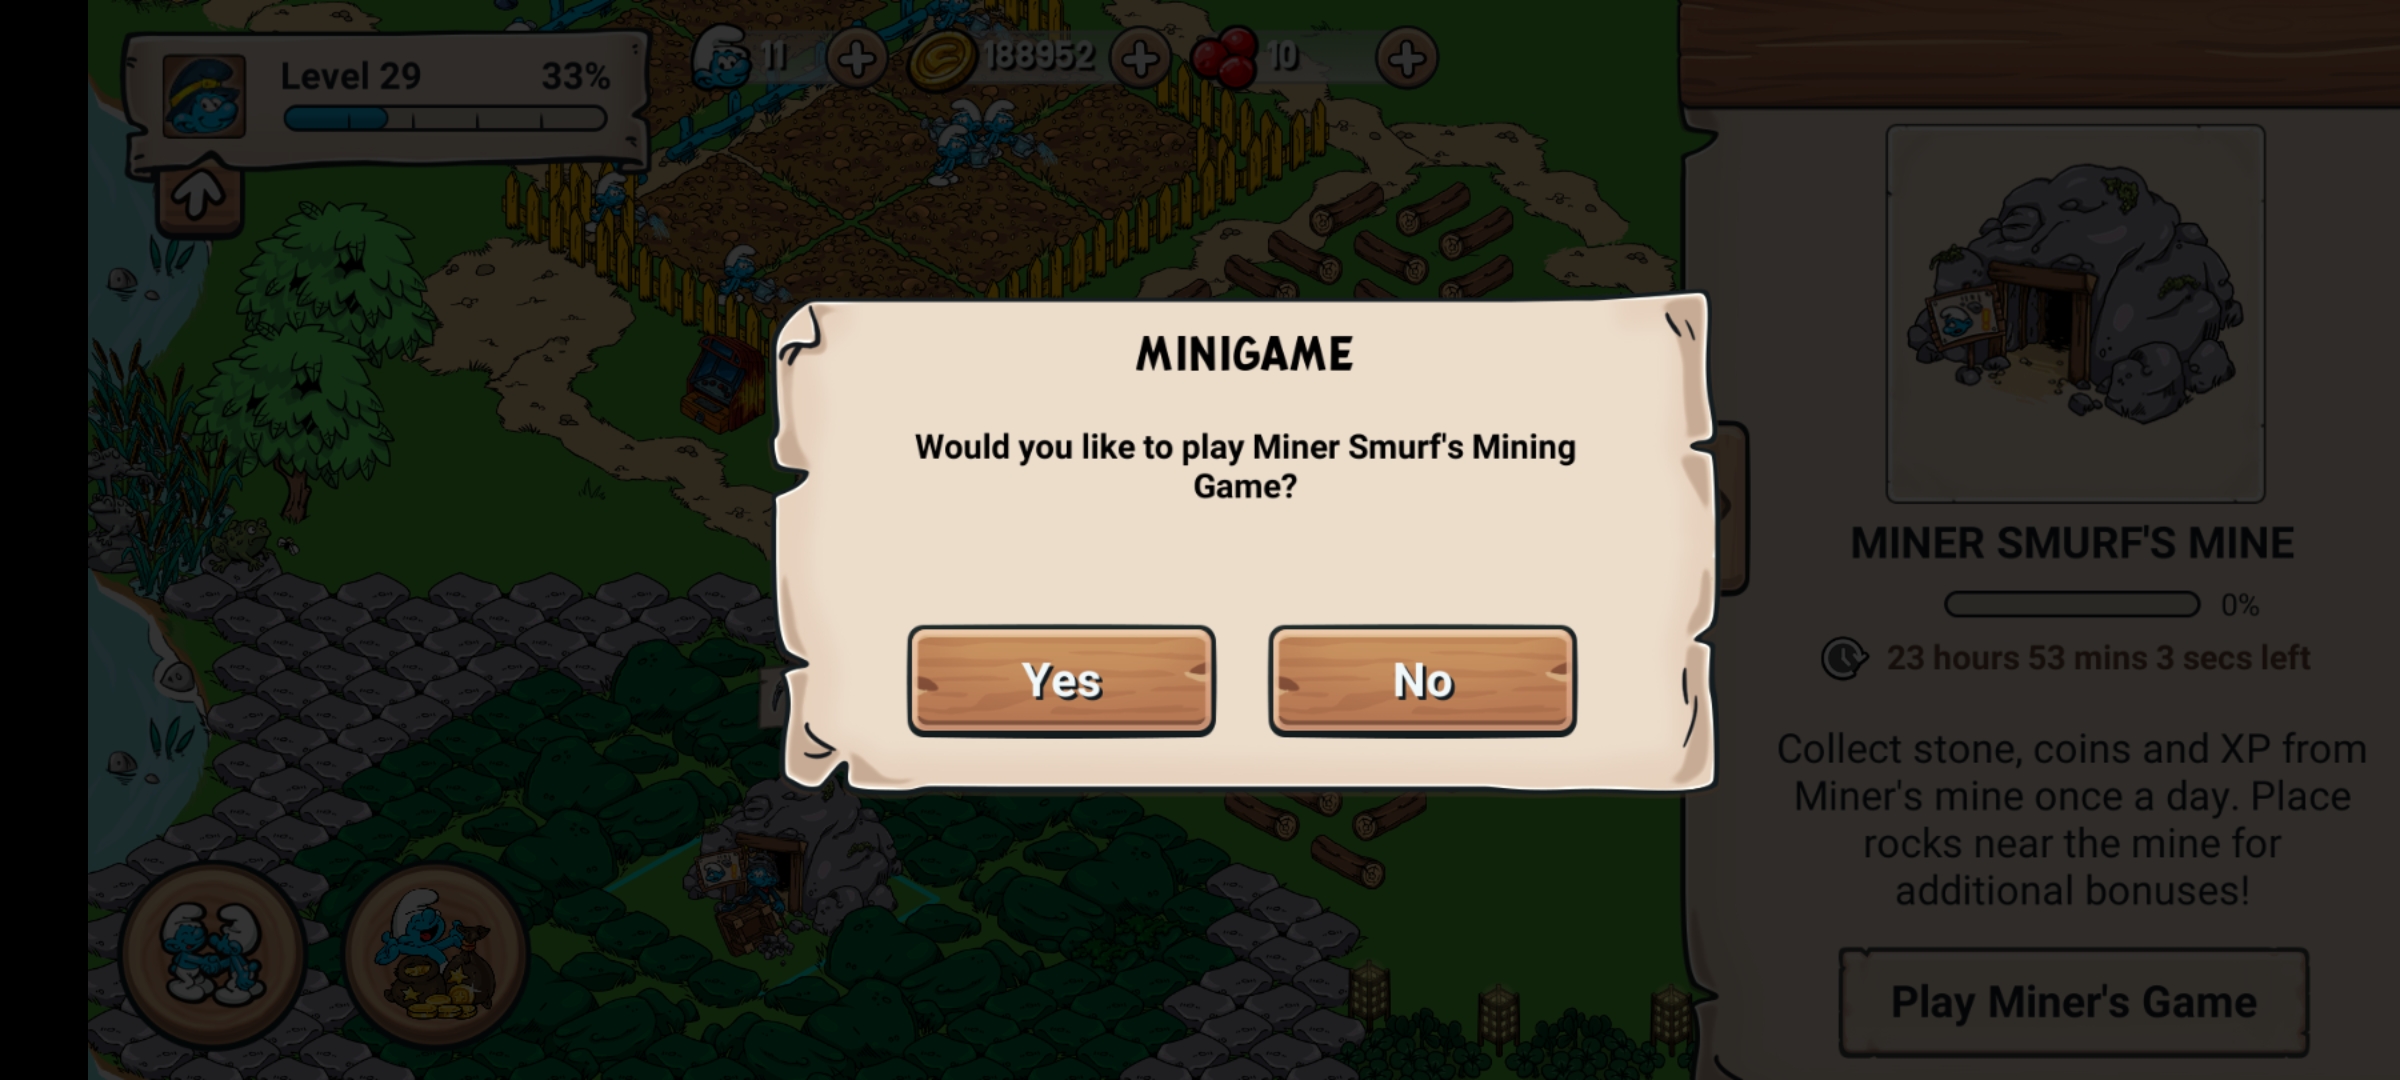 Level 29 33%
11
188952
10
MINIGAME
Would you like to play Miner Smurf's Mining
Game?
Yes
No
MINER SMURF'S MINE
0%
23 hours 53 mins 3 secs left
Collect stone, coins and XP from
Miner's mine once a day. Place
rocks near the mine for
additional bonuses!
Play Miner's Game